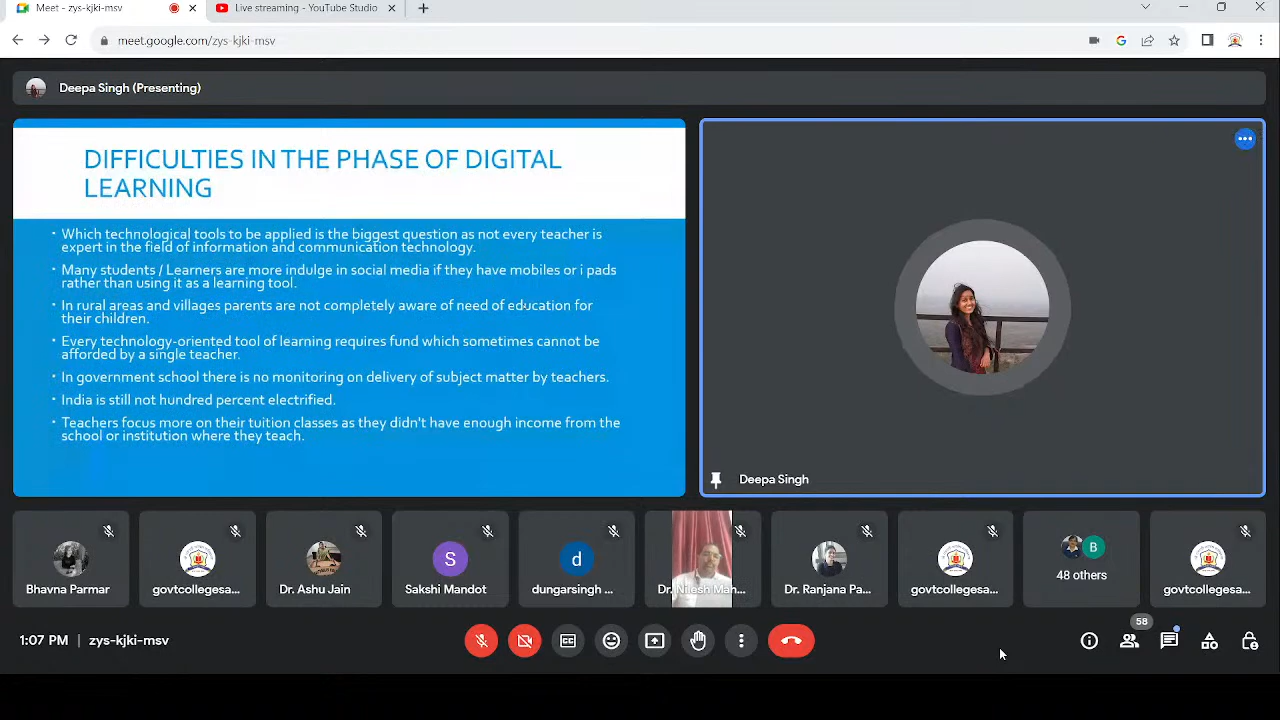 Meet - zys-kjki-msv
Live streaming - YouTube Studio
meet.google.com/zys-kjki-msv
Deepa Singh (Presenting)
DIFFICULTIES IN THE PHASE OF DIGITAL
LEARNING
Which technological tools to be applied is the biggest question as not every teacher is
expert in the field of information and communication technology.
Many students / Learners are more indulge in social media if they have mobiles or i pads
rather than using it as a learning tool.
In rural areas and villages parents are not completely aware of need of education for
their children.
Every technology-oriented tool of learning requires fund which sometimes cannot be
afforded by a single teacher.
In government school there is no monitoring on delivery of subject matter by teachers.
India is still not hundred percent electrified.
Teachers focus more on their tuition classes as they didn't have enough income from the
school or institution where they teach.
Deepa Singh
S
d
B
Bhavna Parmar
govtcollegesa...
Dr. Ashu Jain
Sakshi Mandot
dungarsingh ...
Dr. Nilesh Mah...
Dr. Ranjana Pa...
govtcollegesa...
48 others
govtcollegesa...
1:07 PM | zys-kjki-msv
58